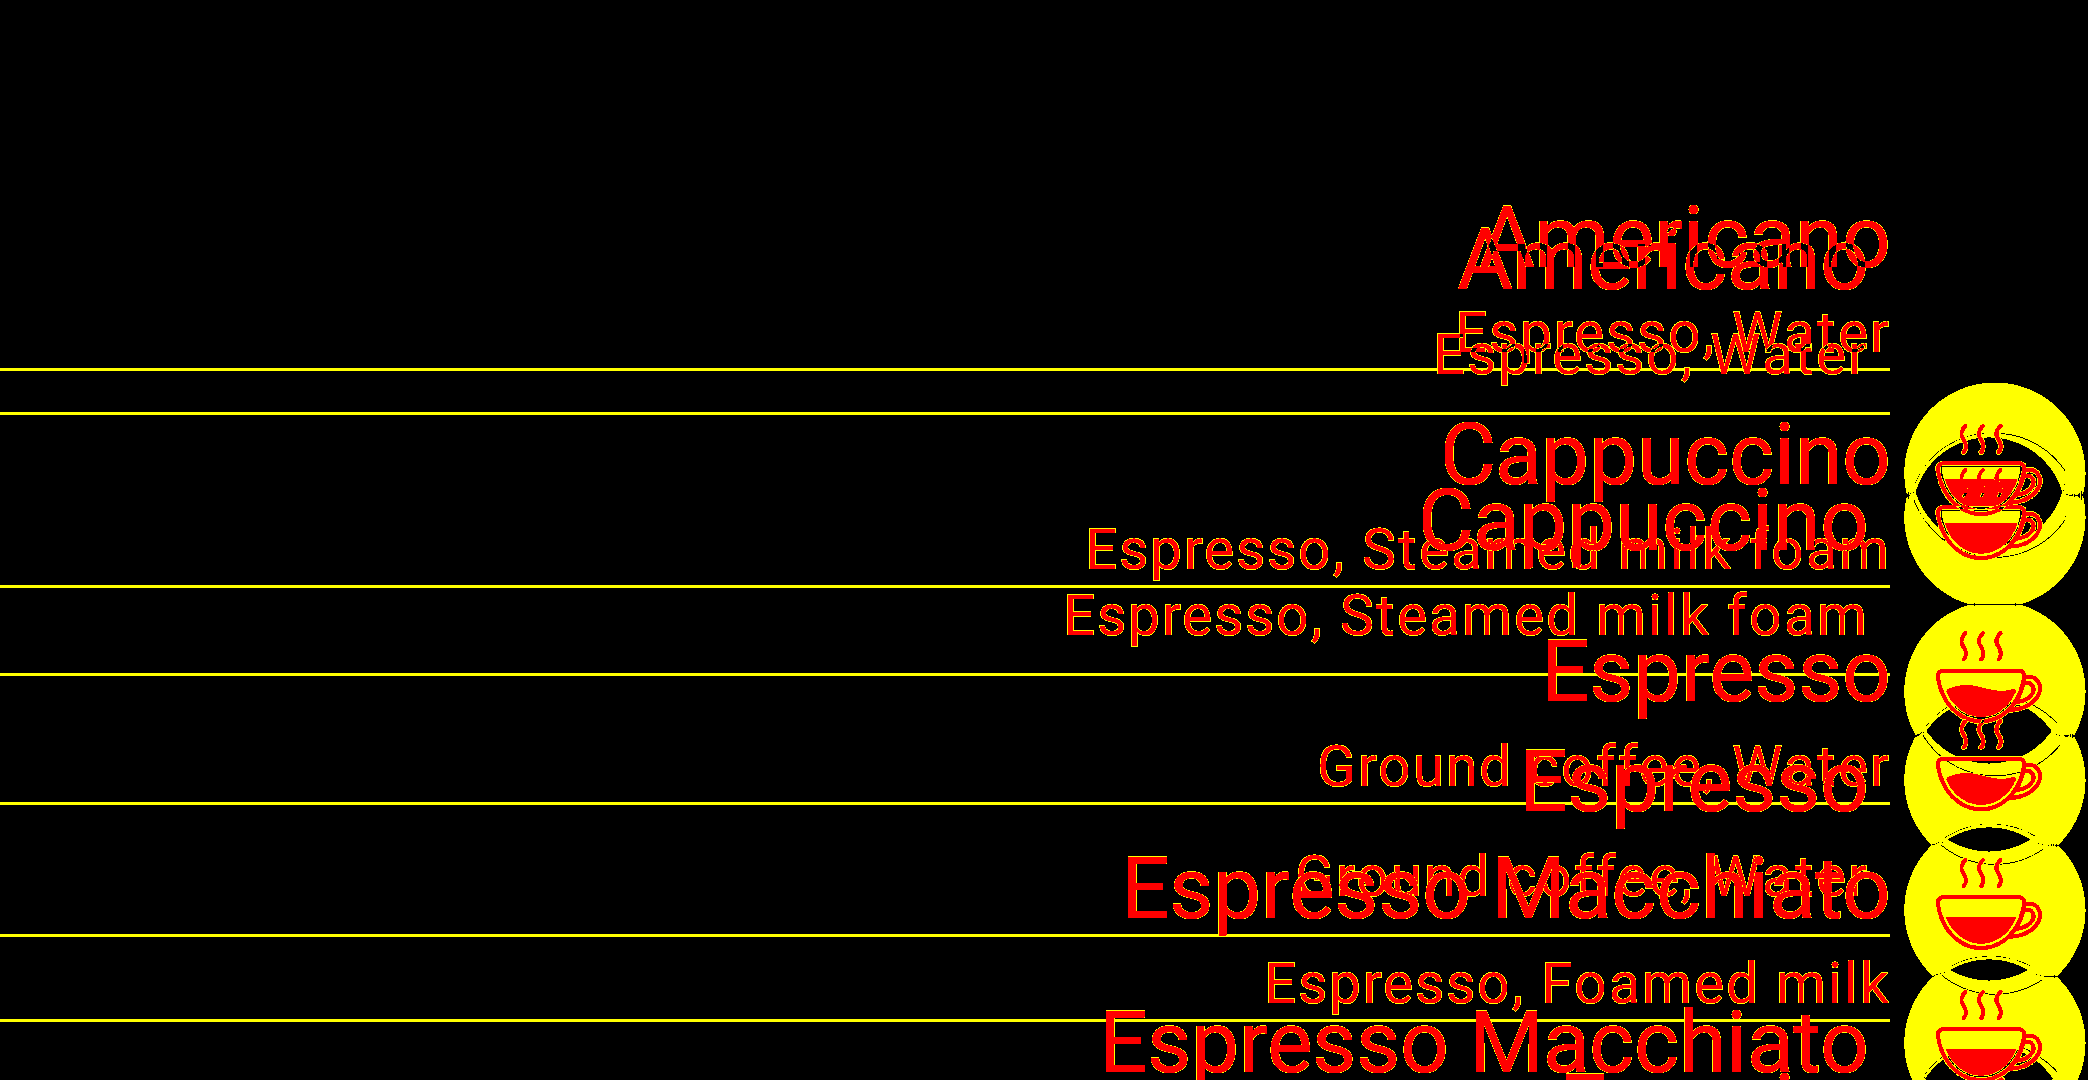 Americano
Americano
Espresso, Water
Espresso, Water
Cappuccino
Cappuccino
Espresso, Steamed milk foam
Espresso, Steamed milk foam
Espresso
Ground coffee, Water
Espresso
Ground coffee, Water
Espresso Macchiato
Espresso, Foamed milk
Espresso Macchiato